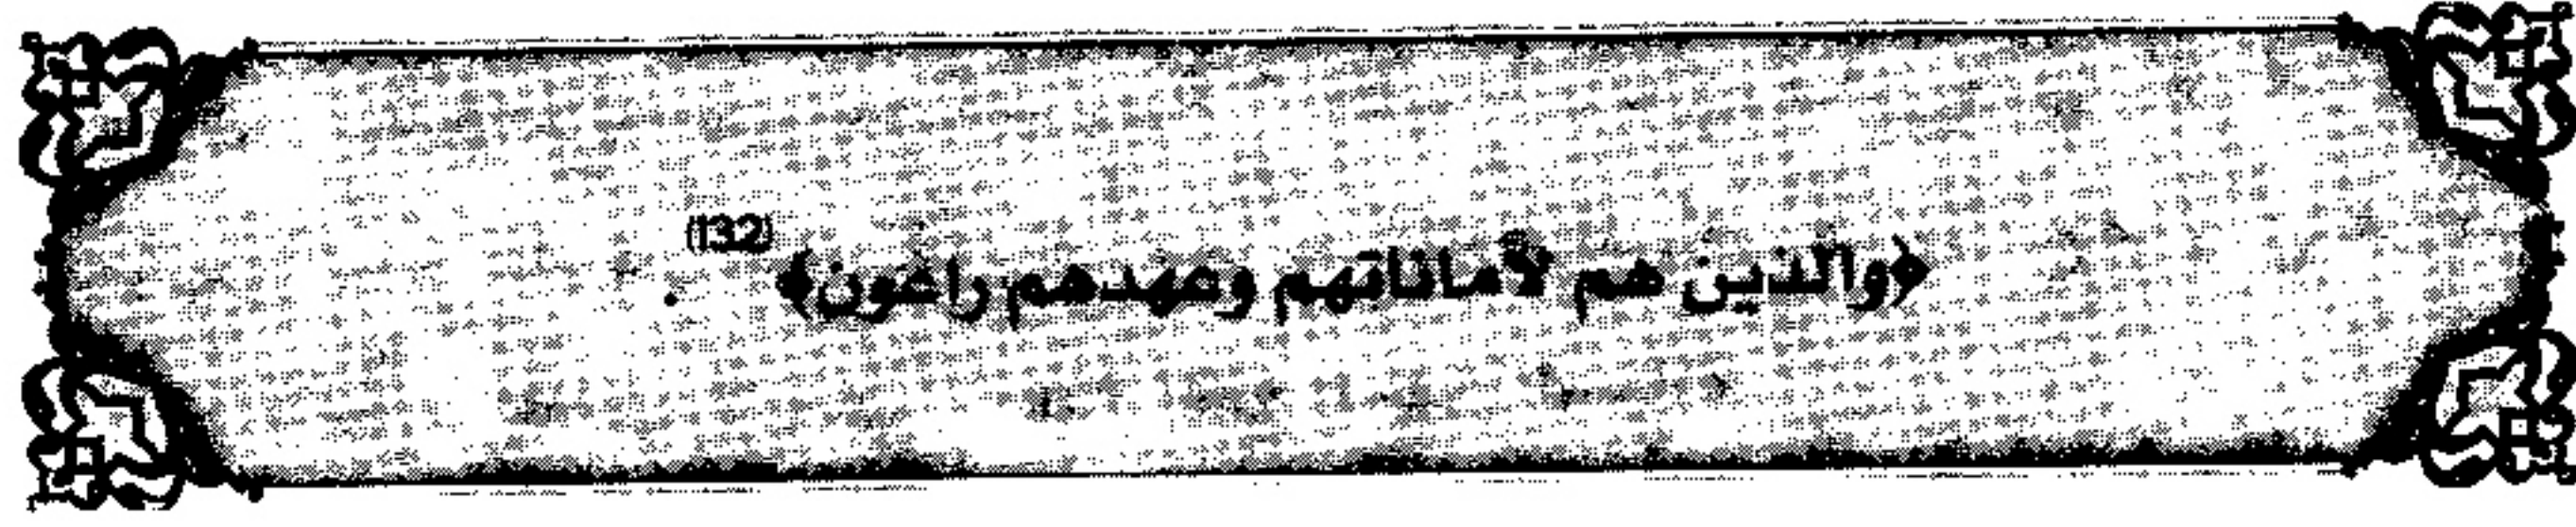 ﴿والذين هم لأماناتهم وعهدهم راعون﴾(132).